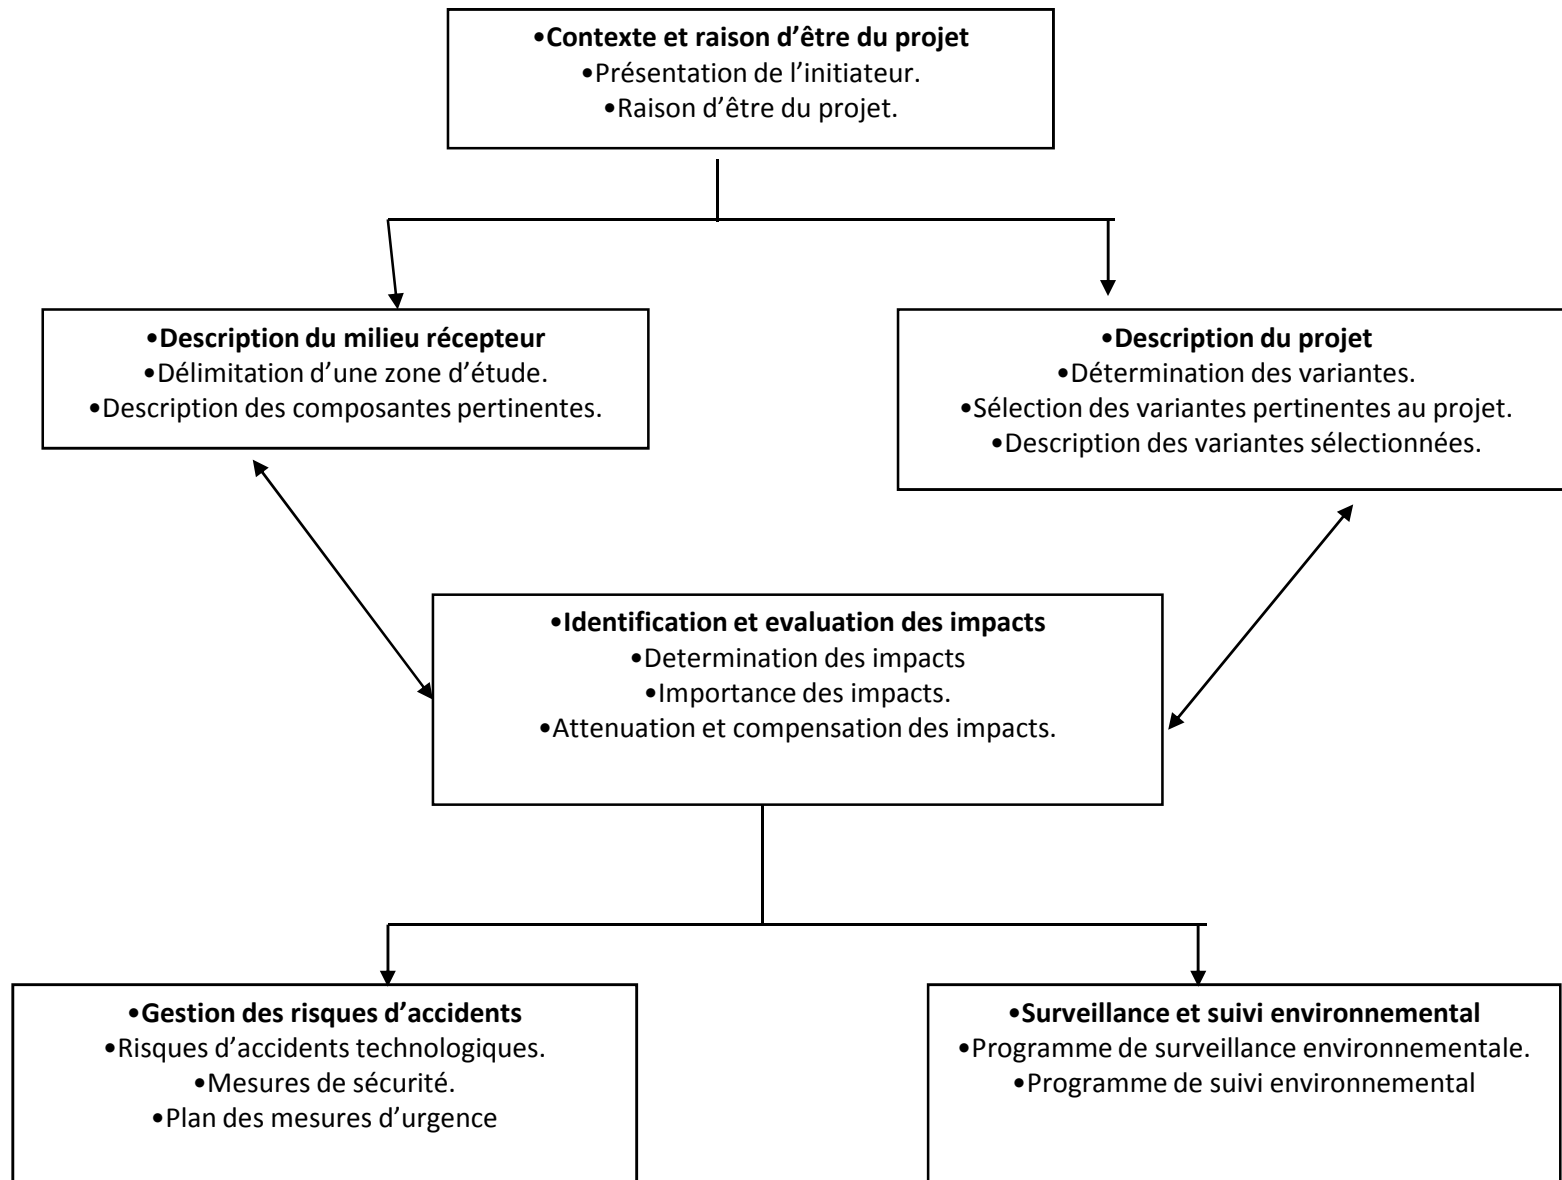 •Contexte et raison d’être du projet
•Présentation de l’initiateur.
•Raison d’être du projet.
•Description du milieu récepteur
•Délimitation d’une zone d’étude.
•Description des composantes pertinentes.
•Description du projet
•Détermination des variantes.
•Sélection des variantes pertinentes au projet.
•Description des variantes sélectionnées.
•Identification et evaluation des impacts
•Determination des impacts
•Importance des impacts.
•Attenuation et compensation des impacts.
•Gestion des risques d’accidents
•Risques d’accidents technologiques.
•Mesures de sécurité.
•Plan des mesures d’urgence
•Surveillance et suivi environnemental
•Programme de surveillance environnementale.
•Programme de suivi environnemental